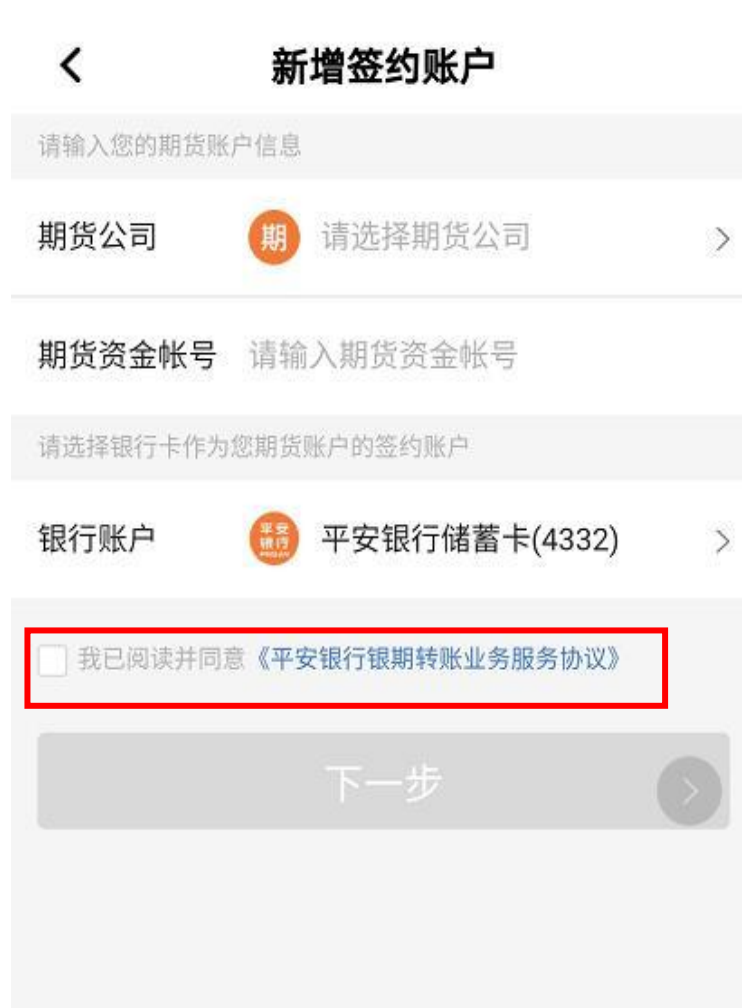 新增签约账户
请输入您的期货账户信息
期货公司 期 请选择期货公司
期货资金帐号 请输入期货资金帐号
请选择银行卡作为您期货账户的签约账户
银行账户 平安银行 平安银行储蓄卡(4332)
我已阅读并同意《平安银行银期转账业务服务协议》
下一步